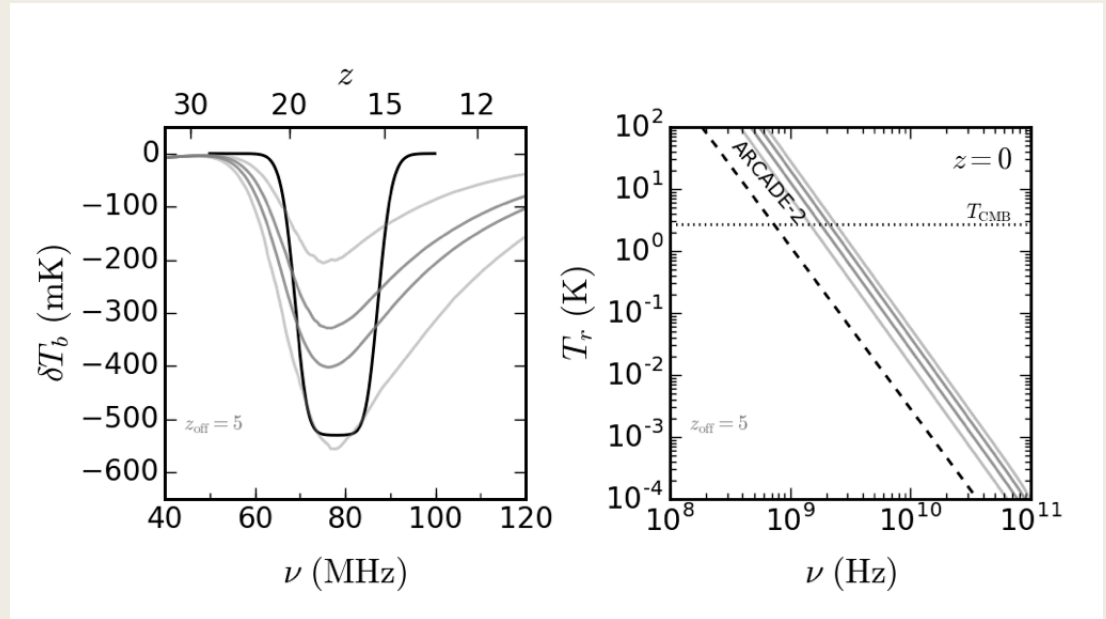 z
30 20 15 12
0
−100
−200
−300
−400
−500
−600
δT_b (mK)
z_off = 5
40 60 80 100 120
ν (MHz)
10^2
10^1
10^0
10^-1
10^-2
10^-3
10^-4
T_r (K)
ARCADE-2
z = 0
T_CMB
z_off = 5
10^8 10^9 10^10 10^11
ν (Hz)